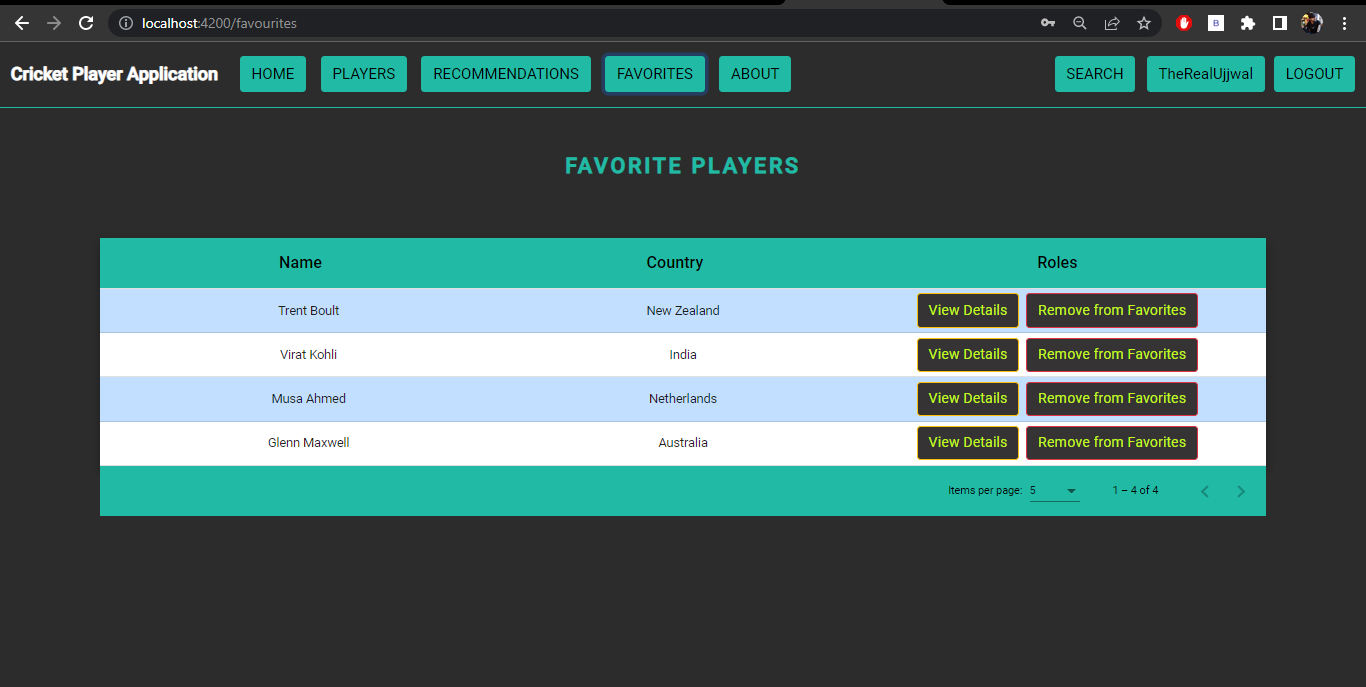 localhost:4200/favourites
B
Cricket Player Application HOME PLAYERS RECOMMENDATIONS FAVORITES ABOUT SEARCH TheRealUjjwal LOGOUT
FAVORITE PLAYERS
Name Country Roles
Trent Boult New Zealand View Details Remove from Favorites
Virat Kohli India View Details Remove from Favorites
Musa Ahmed Netherlands View Details Remove from Favorites
Glenn Maxwell Australia View Details Remove from Favorites
Items per page: 5 1 – 4 of 4